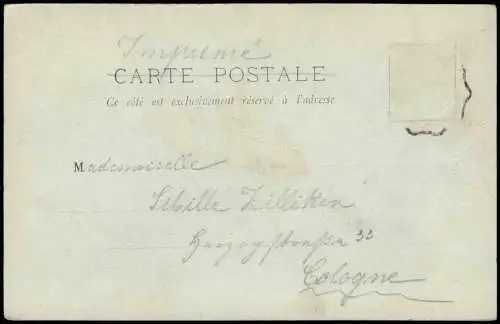 Imprimé
CARTE POSTALE
Ce côté est exclusivement réservé à l'adresse
Mademoiselle
Sibille Zilliken
Herzogstraße 32
Cologne